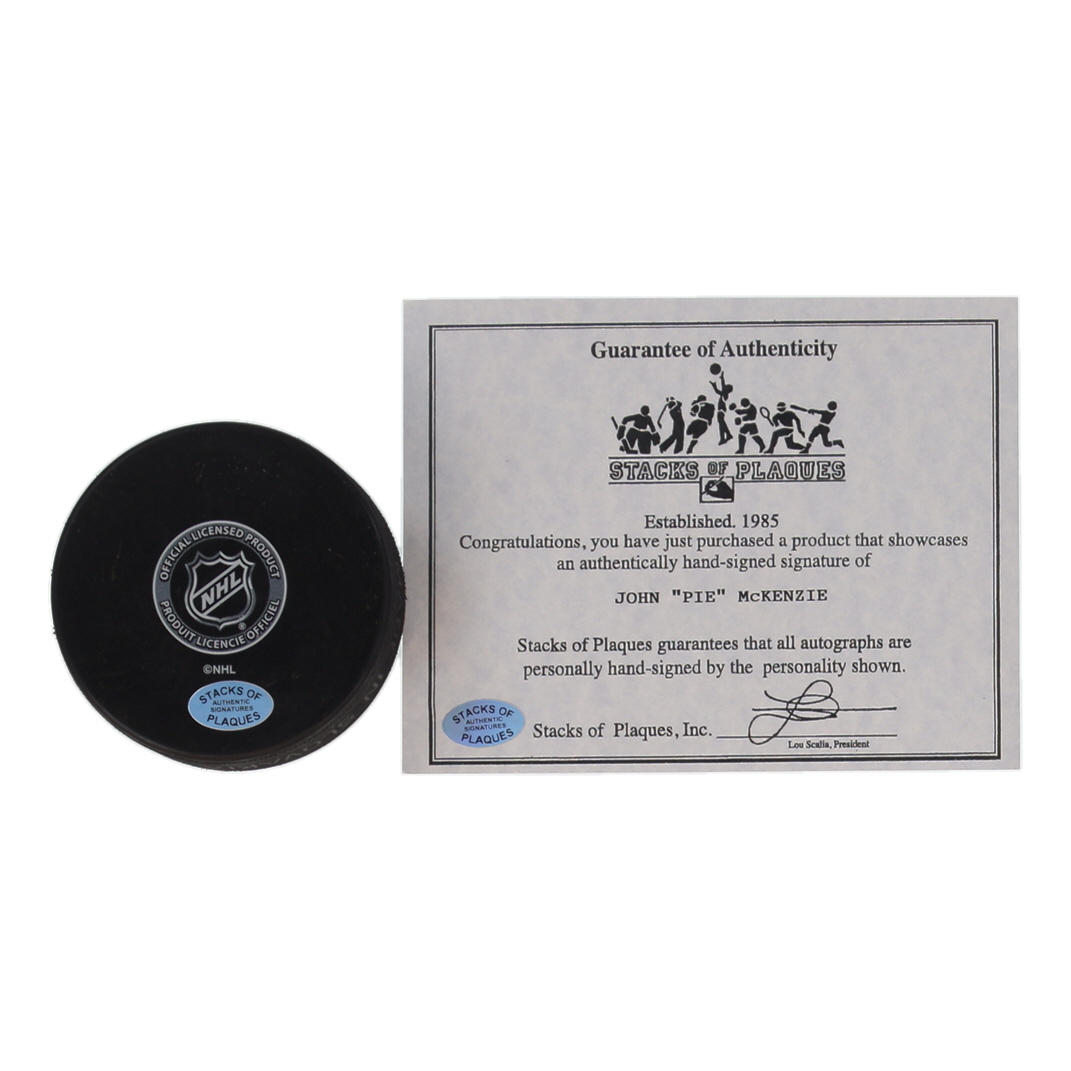 OFFICIAL LICENSED PRODUCT
NHL
®
PRODUIT LICENCIE OFFICIEL
©NHL
STACKS OF
AUTHENTIC
SIGNATURES
PLAQUES
Guarantee of Authenticity
STACKS OF PLAQUES
Established. 1985
Congratulations, you have just purchased a product that showcases
an authentically hand-signed signature of
JOHN "PIE" McKENZIE
Stacks of Plaques guarantees that all autographs are
personally hand-signed by the personality shown.
STACKS OF
AUTHENTIC
SIGNATURES
PLAQUES
Stacks of Plaques, Inc.
Lou Scalia, President